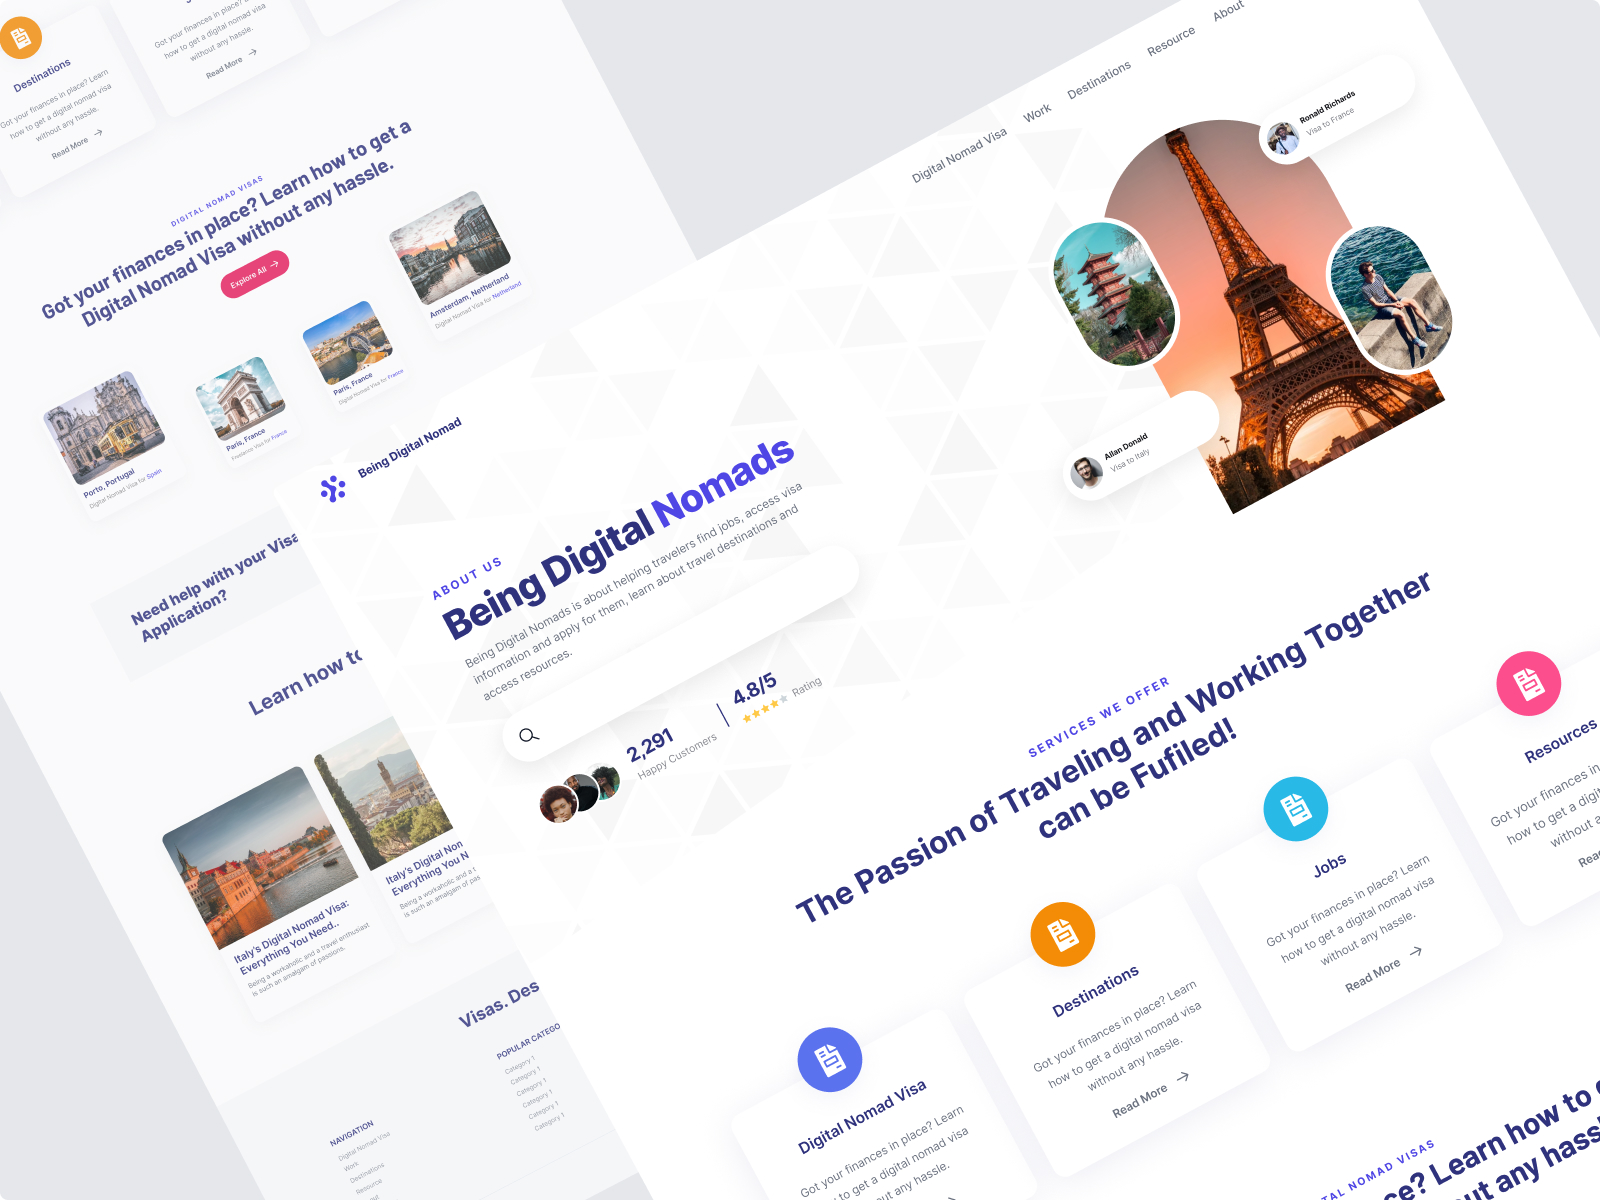 Destinations
Got your finances in place? Learn
how to get a digital nomad visa
without any hassle.
Read More
Got your finances in place?
how to get a digital nomad visa
without any hassle.
Read More
DIGITAL NOMAD VISAS
Got your finances in place? Learn how to get a
Digital Nomad Visa without any hassle.
Explore All
Porto, Portugal
Digital Nomad Visa for Spain
Paris, France
Freelancer Visa for France
Paris, France
Digital Nomad Visa for France
Amsterdam, Netherland
Digital Nomad Visa for Netherland
Need help with your Visa
Application?
Learn how to
Italy's Digital Nomad Visa:
Everything You Need..
Being a workaholic and a travel enthusiast
is such an amalgam of passions.
Italy's Digital Nom
Everything You N
Being a workaholic and a t
is such an amalgam of pas
Visas. Des
NAVIGATION
Digital Nomad Visa
Work
Destinations
Resource
POPULAR CATEGO
Category 1
Category 1
Category 1
Category 1
Category 1
Category 1
Being Digital Nomad
Digital Nomad Visa
Work
Destinations
Resource
About
ABOUT US
Being Digital Nomads
Being Digital Nomads is about helping travelers find jobs, access visa
information and apply for them, learn about travel destinations and
access resources.
2,291
Happy Customers
4.8/5
Rating
Ronald Richards
Visa to France
Allan Donald
Visa to Italy
SERVICES WE OFFER
The Passion of Traveling and Working Together
can be Fufiled!
Digital Nomad Visa
Got your finances in place? Learn
to get a digital nomad visa
out any hassle.
Destinations
Got your finances in place? Learn
how to get a digital nomad visa
without any hassle.
Read More
Jobs
Got your finances in place? Learn
how to get a digital nomad visa
without any hassle.
Read More
Resources
Got your finances in
how to get a digital
without a
Read
TAL NOMAD VISAS
ce? Learn how to
ut any hass